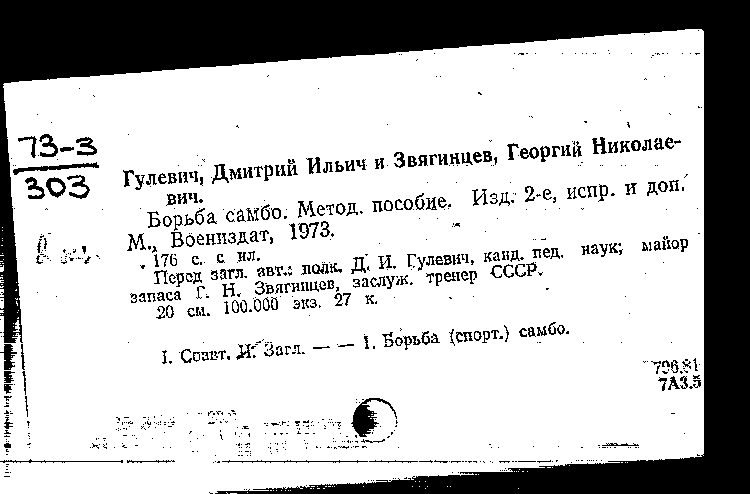 73-3
303
Гулевич, Дмитрий Ильич и Звягинцев, Георгий Николае-
вич.
Борьба самбо. Метод. пособие. Изд. 2-е, испр. и доп.
М., Воениздат, 1973.
176 с. с ил.
Перед загл. авт.: полк. Д. И. Гулевич, канд. пед. наук; майор
запаса Г. Н. Звягинцев, заслуж. тренер СССР.
20 см. 100.000 экз. 27 к.
I. Соавт. II. Загл. — — 1. Борьба (спорт.) самбо.
796.81
7А3.5